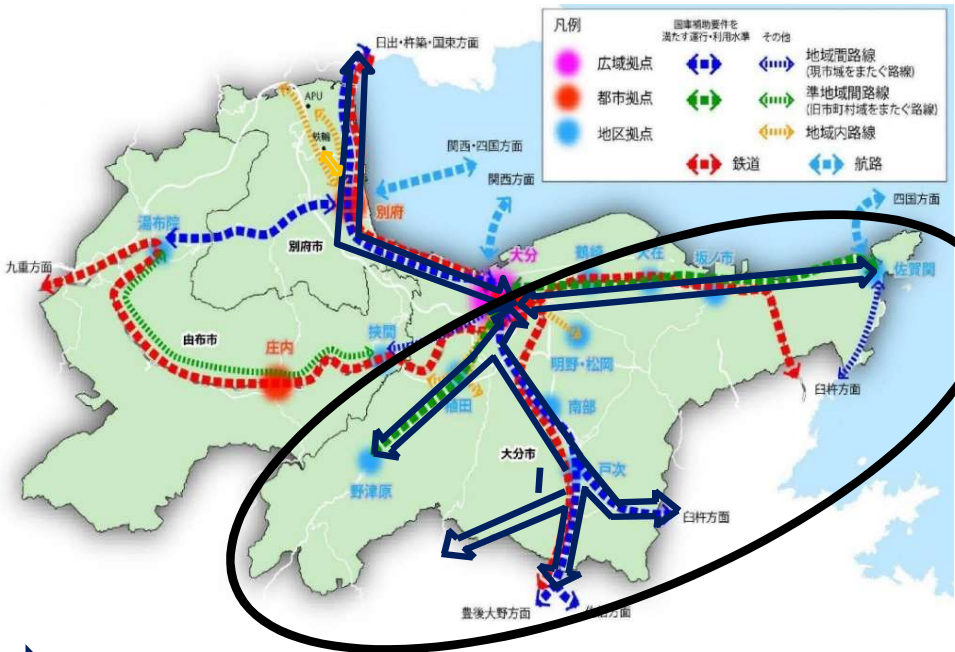 凡例
国庫補助要件を
満たす運行・利用水準
その他
広域拠点
地域間路線
(現市域をまたぐ路線)
都市拠点
準地域間路線
(旧市町村域をまたぐ路線)
地区拠点
地域内路線
鉄道
航路
日出・杵築・国東方面
APU
鉄輪
関西・四国方面
関西方面
四国方面
湯布院
別府
別府市
大分
鶴崎
大在
坂ノ市
佐賀関
九重方面
由布市
挾間
庄内
明野・松岡
臼杵方面
稙田
南部
大分市
戸次
野津原
臼杵方面
豊後大野方面